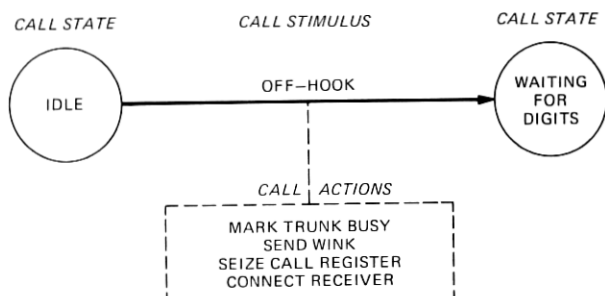 CALL STATE CALL STIMULUS CALL STATE
IDLE
OFF-HOOK
WAITING
FOR
DIGITS
CALL ACTIONS
MARK TRUNK BUSY
SEND WINK
SEIZE CALL REGISTER
CONNECT RECEIVER